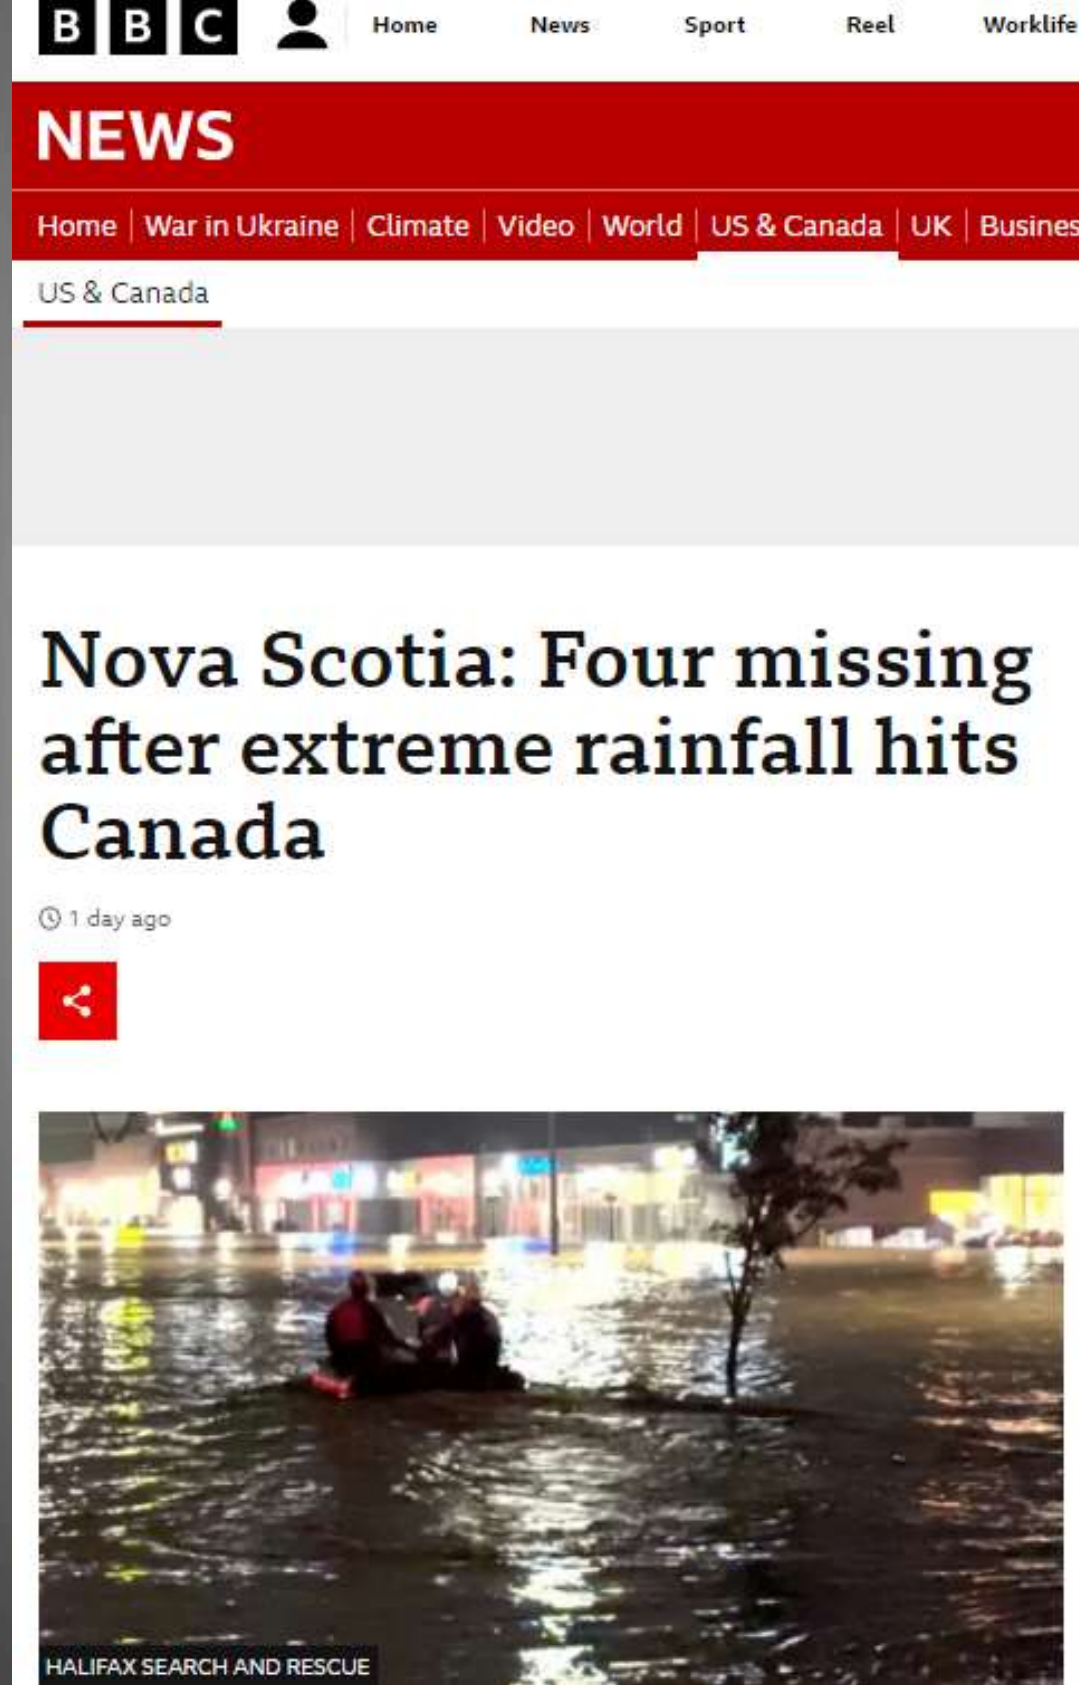 BBC
Home News Sport Reel Worklife
NEWS
Home War in Ukraine Climate Video World US & Canada UK Busines
US & Canada
Nova Scotia: Four missing
after extreme rainfall hits
Canada
1 day ago
HALIFAX SEARCH AND RESCUE